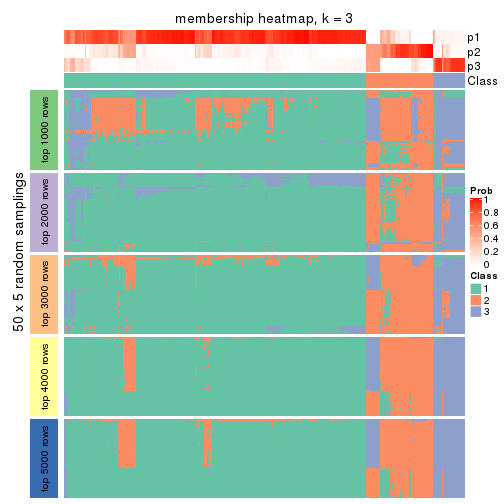 membership heatmap, k = 3
p1
p2
p3
Class
50 x 5 random samplings
top 1000 rows
top 2000 rows
top 3000 rows
top 4000 rows
top 5000 rows
Prob
1
0.8
0.6
0.4
0.2
0
Class
1
2
3